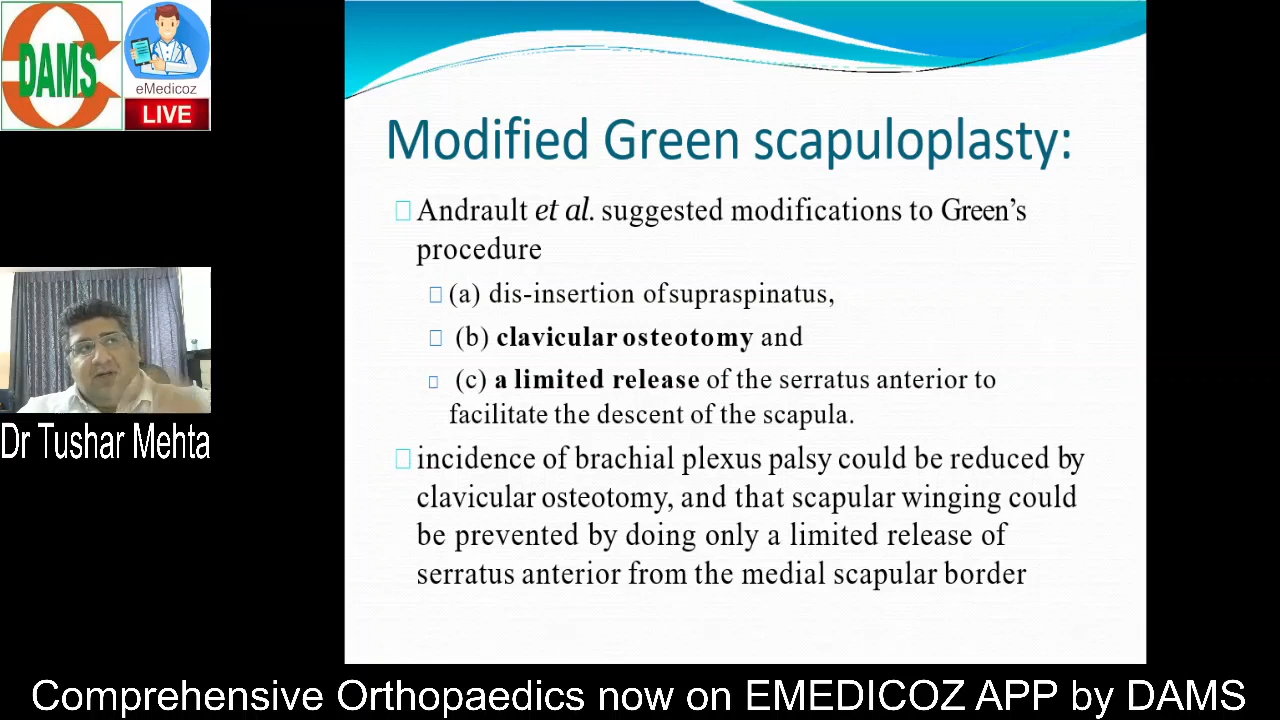 DAMS
eMedicoz
LIVE
Modified Green scapuloplasty:
Andrault et al. suggested modifications to Green's
procedure
(a) dis-insertion of supraspinatus,
(b) clavicular osteotomy and
(c) a limited release of the serratus anterior to
facilitate the descent of the scapula.
incidence of brachial plexus palsy could be reduced by
clavicular osteotomy, and that scapular winging could
be prevented by doing only a limited release of
serratus anterior from the medial scapular border
Dr Tushar Mehta
Comprehensive Orthopaedics now on EMEDICOZ APP by DAMS